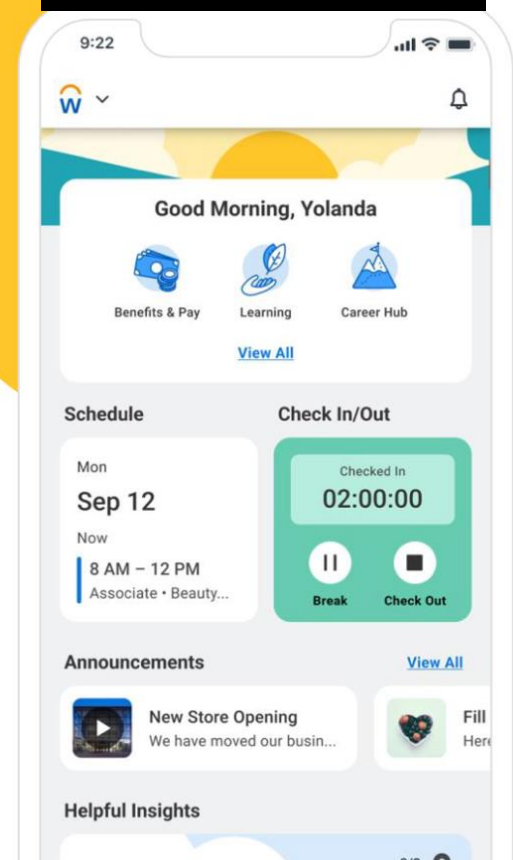 9:22
W
Good Morning, Yolanda
Benefits & Pay
Learning
Career Hub
View All
Schedule
Check In/Out
Mon
Sep 12
Now
8 AM – 12 PM
Associate • Beauty...
Checked In
02:00:00
Break
Check Out
Announcements
View All
New Store Opening
We have moved our busin...
Fill
Here
Helpful Insights